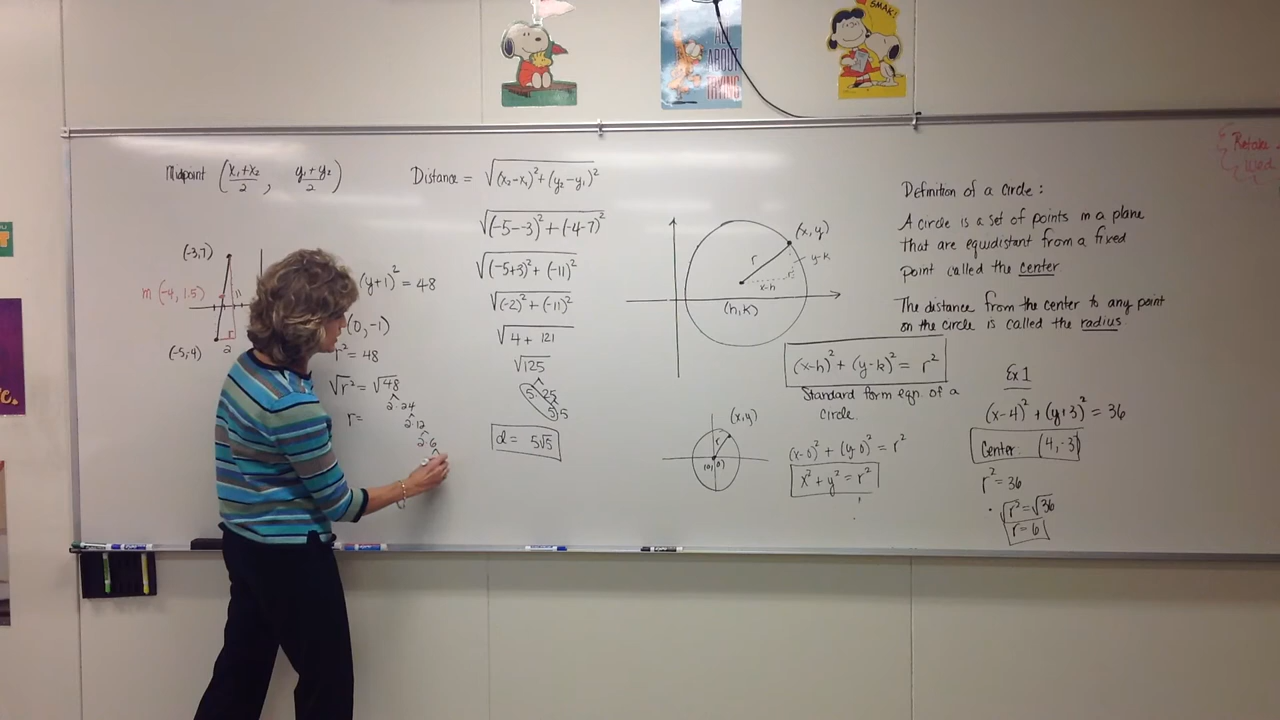 SMAK!
ALL
ABOUT
TRYING
Retake
used
Midpoint (x₁+x₂/2, y₁+y₂/2)
(-3,7)
m (-4, 1.5)
11
(-5,-4)
2
(y+1)² = 48
(0,-1)
r² = 48
√r² = √48
2·24
2·12
2·6
r=
Distance = √(x₂-x₁)²+(y₂-y₁)²
√(-5--3)²+(-4-7)²
√(-5+3)²+(-11)²
√(-2)²+(-11)²
√4 + 121
√125
5·25
5·5
d = 5√5
(x,y)
r
y-k
x-h
(h,k)
(x-h)² + (y-k)² = r²
Standard form eqn. of a
circle.
(x,y)
r
(0,0)
(x-0)² + (y-0)² = r²
x² + y² = r²
Definition of a circle:
A circle is a set of points in a plane
that are equidistant from a fixed
point called the center
The distance from the center to any point
on the circle is called the radius.
Ex 1
(x-4)² + (y+3)² = 36
Center: (4,-3)
r² = 36
√r² = √36
r = 6